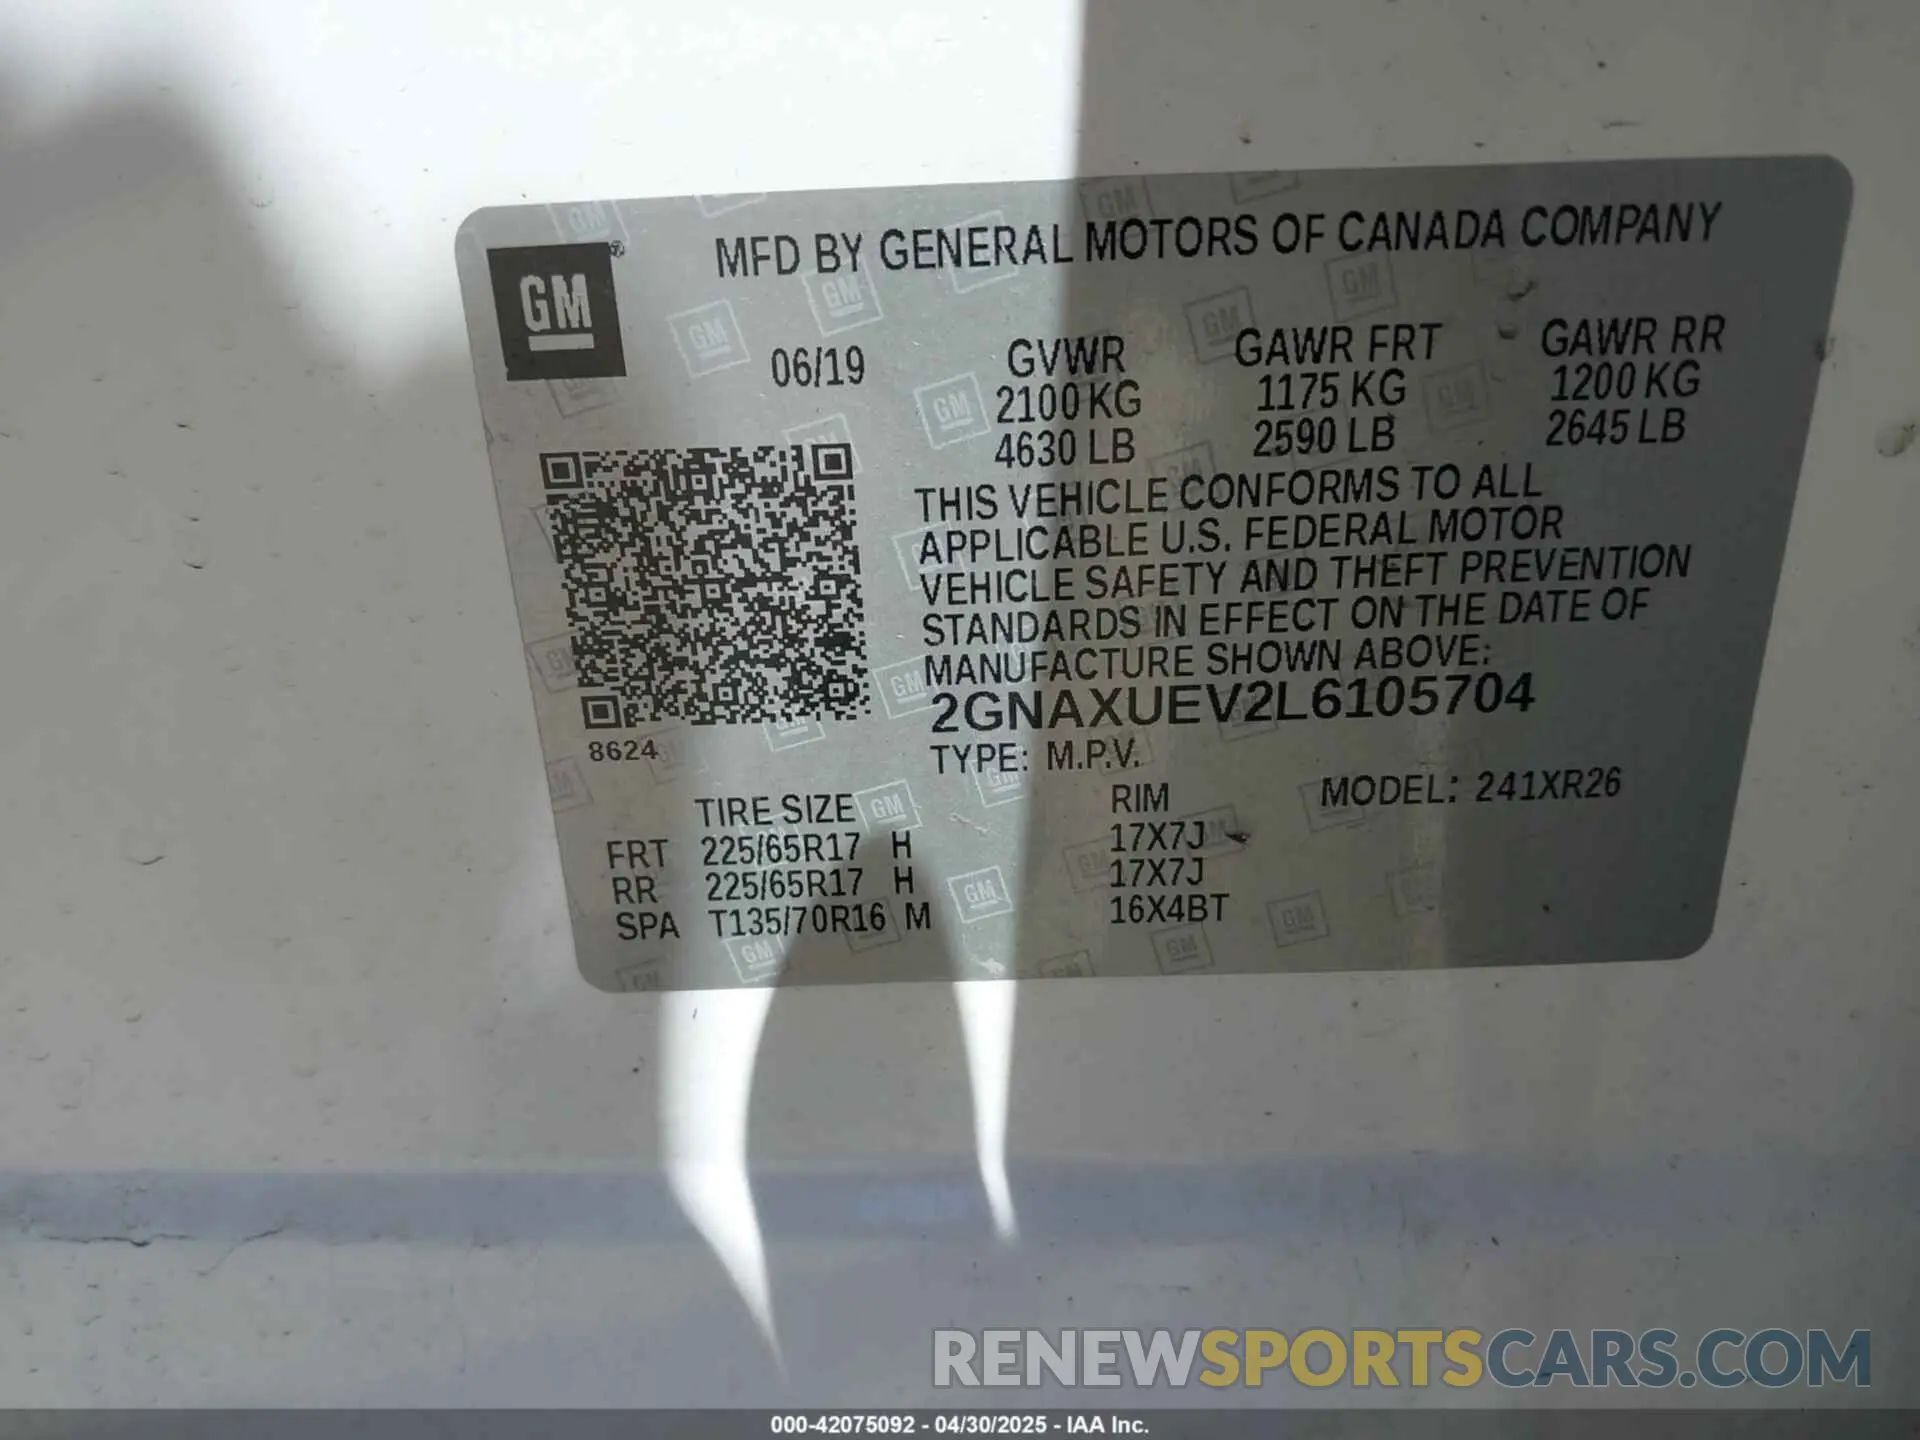 MFD BY GENERAL MOTORS OF CANADA COMPANY
GM
06/19 GVWR GAWR FRT GAWR RR
2100 KG 1175 KG 1200 KG
4630 LB 2590 LB 2645 LB
THIS VEHICLE CONFORMS TO ALL
APPLICABLE U.S. FEDERAL MOTOR
VEHICLE SAFETY AND THEFT PREVENTION
STANDARDS IN EFFECT ON THE DATE OF
MANUFACTURE SHOWN ABOVE:
2GNAXUEV2L6105704
8624
TYPE: M.P.V.
TIRE SIZE RIM MODEL: 241XR26
FRT 225/65R17 H 17X7J
RR 225/65R17 H 17X7J
SPA T135/70R16 M 16X4BT
RENEWSPORTSCARS.COM
000-42075092 - 04/30/2025 - IAA Inc.